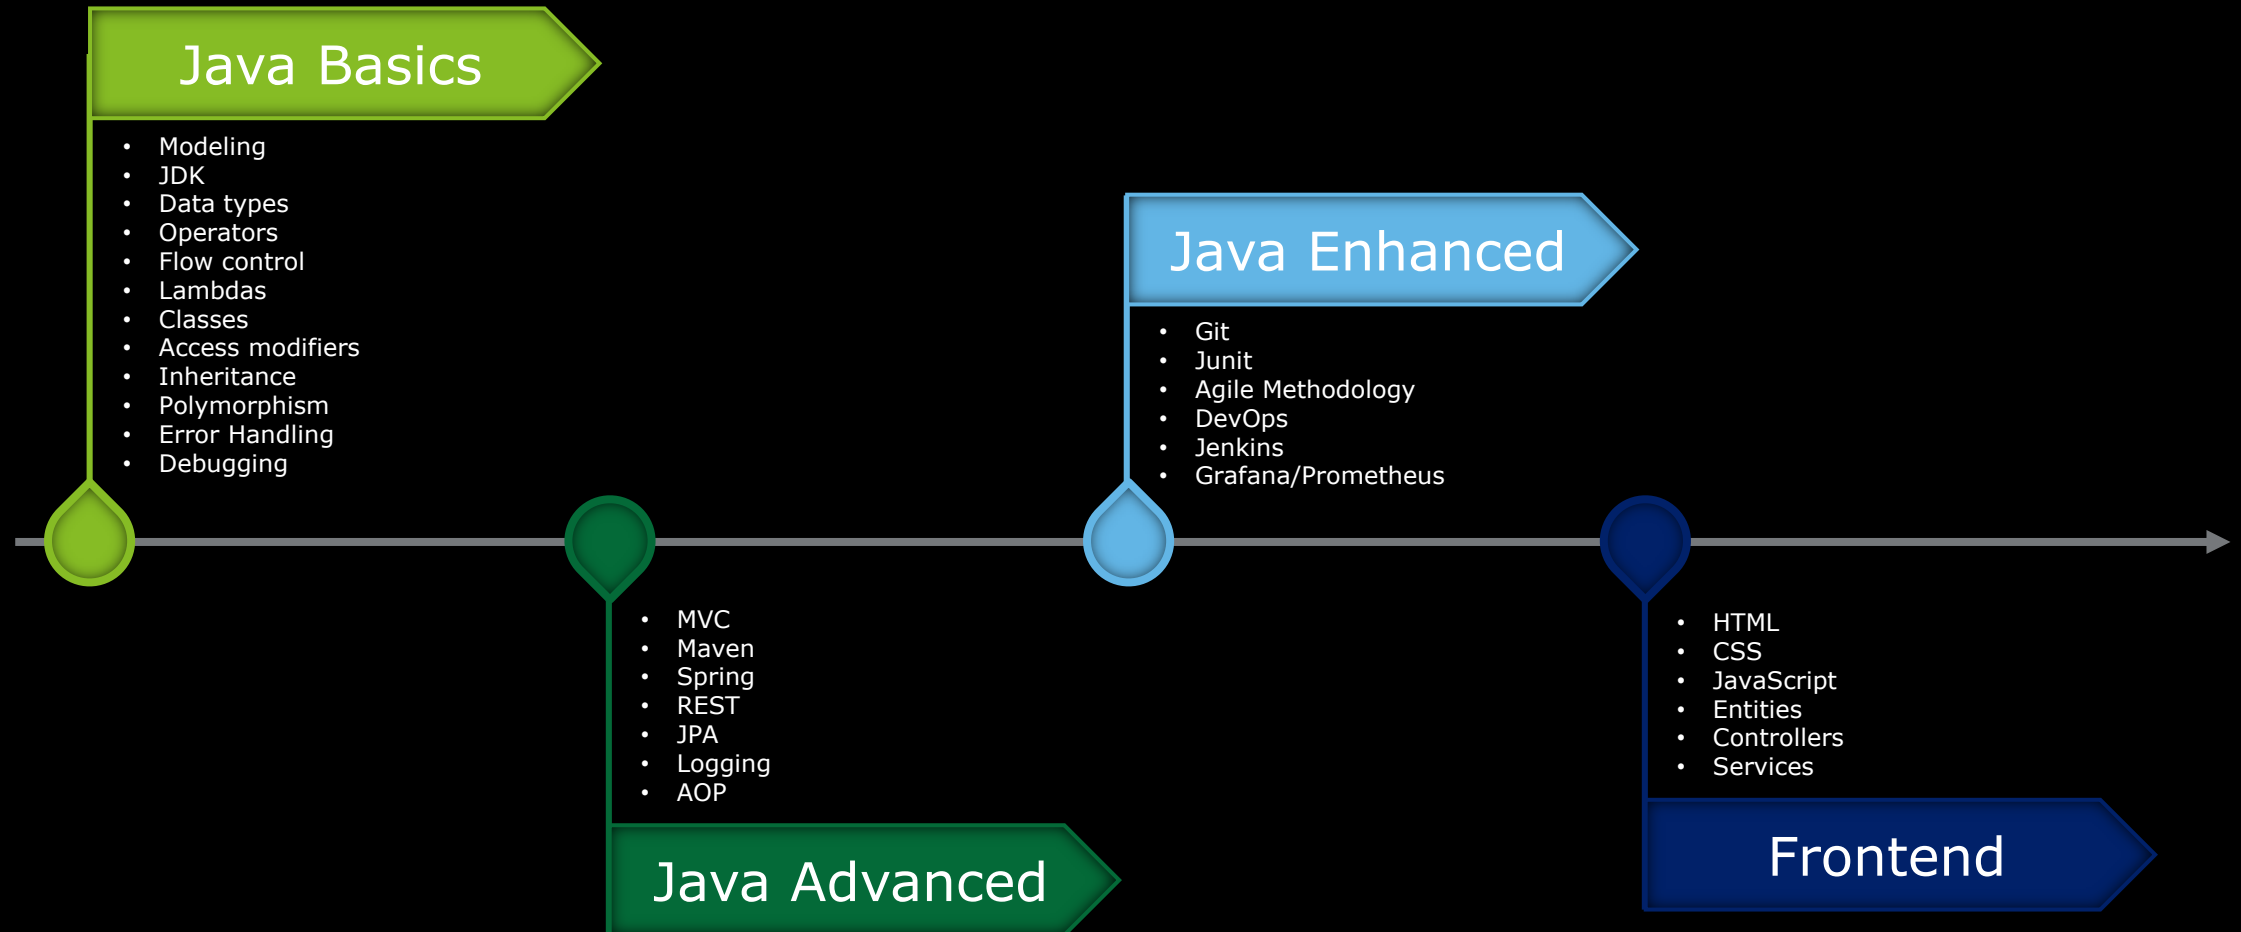 Java Basics
• Modeling
• JDK
• Data types
• Operators
• Flow control
• Lambdas
• Classes
• Access modifiers
• Inheritance
• Polymorphism
• Error Handling
• Debugging
• MVC
• Maven
• Spring
• REST
• JPA
• Logging
• AOP
Java Advanced
Java Enhanced
• Git
• Junit
• Agile Methodology
• DevOps
• Jenkins
• Grafana/Prometheus
• HTML
• CSS
• JavaScript
• Entities
• Controllers
• Services
Frontend